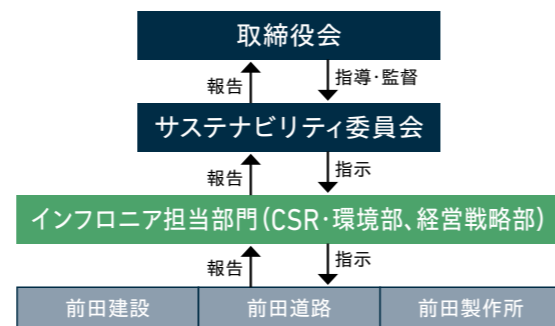 取締役会
報告
指導・監督
サステナビリティ委員会
報告
指示
インフロニア担当部門(CSR・環境部、経営戦略部)
報告
指示
前田建設
前田道路
前田製作所